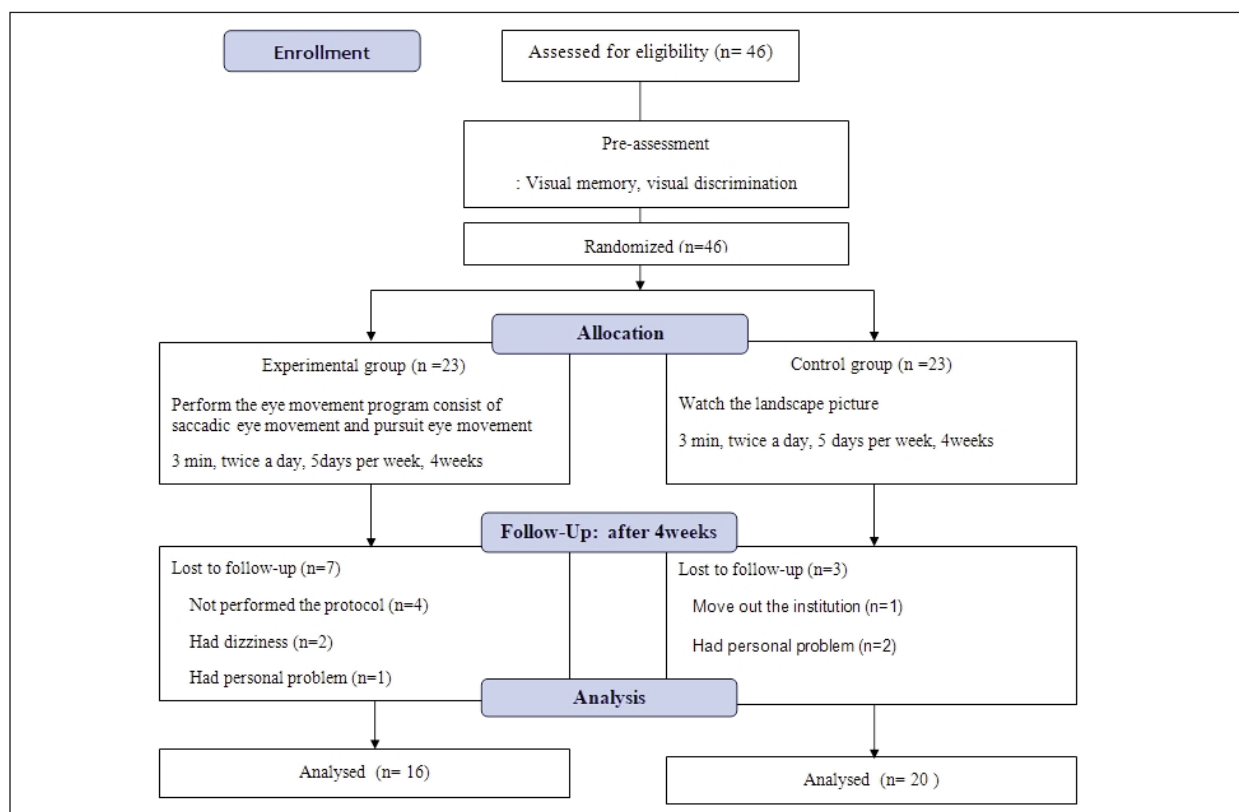 Enrollment
Assessed for eligibility (n= 46)
Pre-assessment
: Visual memory, visual discrimination
Randomized (n=46)
Allocation
Experimental group (n =23)
Perform the eye movement program consist of
saccadic eye movement and pursuit eye movement
3 min, twice a day, 5days per week, 4weeks
Control group (n =23)
Watch the landscape picture
3 min, twice a day, 5 days per week, 4weeks
Follow-Up: after 4weeks
Lost to follow-up (n=7)
Not performed the protocol (n=4)
Had dizziness (n=2)
Had personal problem (n=1)
Lost to follow-up (n=3)
Move out the institution (n=1)
Had personal problem (n=2)
Analysis
Analysed (n= 16)
Analysed (n= 20 )